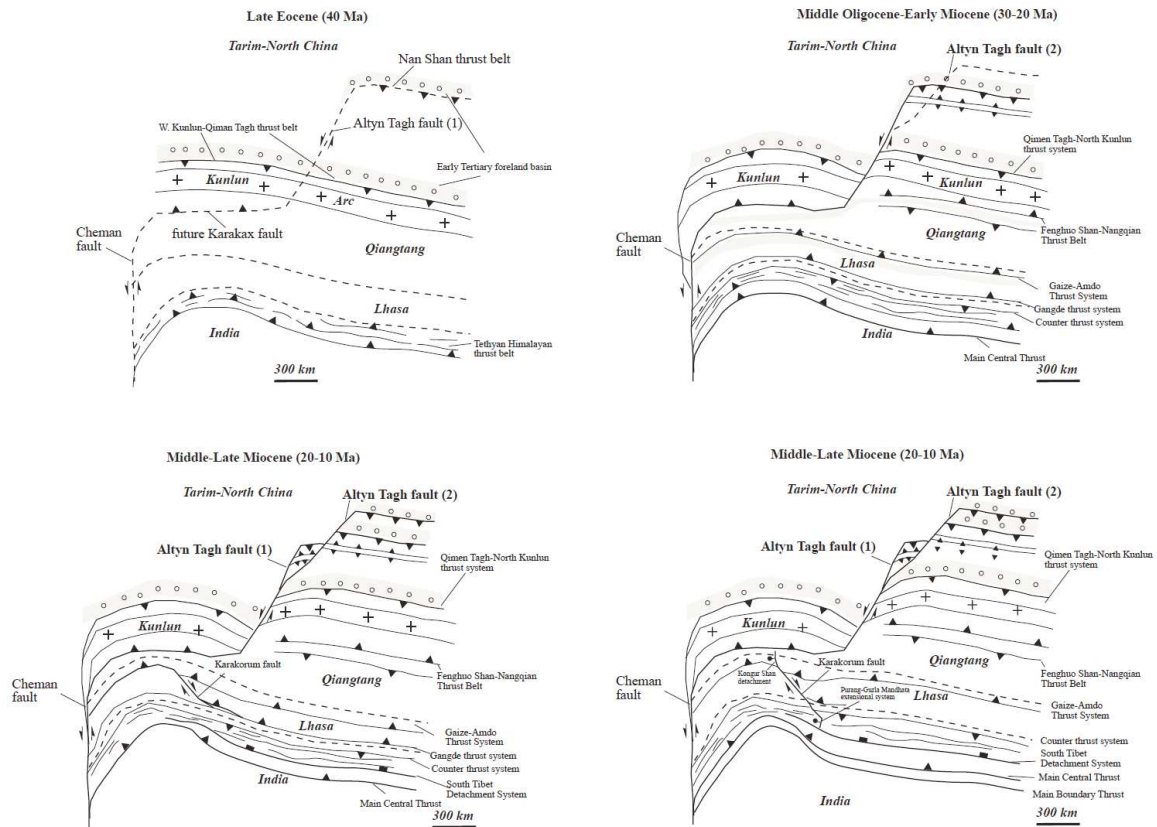 Late Eocene (40 Ma)
Tarim-North China
Nan Shan thrust belt
Altyn Tagh fault (1)
W. Kunlun-Qiman Tagh thrust belt
Early Tertiary foreland basin
Kunlun
Arc
future Karakax fault
Cheman
fault
Qiangtang
Lhasa
India
Tethyan Himalayan
thrust belt
300 km
Middle Oligocene-Early Miocene (30-20 Ma)
Tarim-North China
Altyn Tagh fault (2)
Qimen Tagh-North Kunlun
thrust system
Kunlun
Kunlun
Fenghuo Shan-Nangqian
Thrust Belt
Qiangtang
Cheman
fault
Lhasa
Gaize-Amdo
Thrust System
Gangde thrust system
Counter thrust system
India
Main Central Thrust
300 km
Middle-Late Miocene (20-10 Ma)
Tarim-North China
Altyn Tagh fault (2)
Altyn Tagh fault (1)
Qimen Tagh-North Kunlun
thrust system
Kunlun
Karakorum fault
Qiangtang
Fenghuo Shan-Nangqian
Thrust Belt
Cheman
fault
Lhasa
Gaize-Amdo
Thrust System
Gangde thrust system
Counter thrust system
South Tibet
Detachment System
India
Main Central Thrust
300 km
Middle-Late Miocene (20-10 Ma)
Tarim-North China
Altyn Tagh fault (2)
Altyn Tagh fault (1)
Qimen Tagh-North Kunlun
thrust system
Kunlun
Karakorum fault
Kongur Shan
detachment
Qiangtang
Fenghuo Shan-Nangqian
Thrust Belt
Purang-Gurla Mandhata
extensional system
Cheman
fault
Lhasa
Gaize-Amdo
Thrust System
Counter thrust system
South Tibet
Detachment System
Main Central Thrust
Main Boundary Thrust
India
300 km